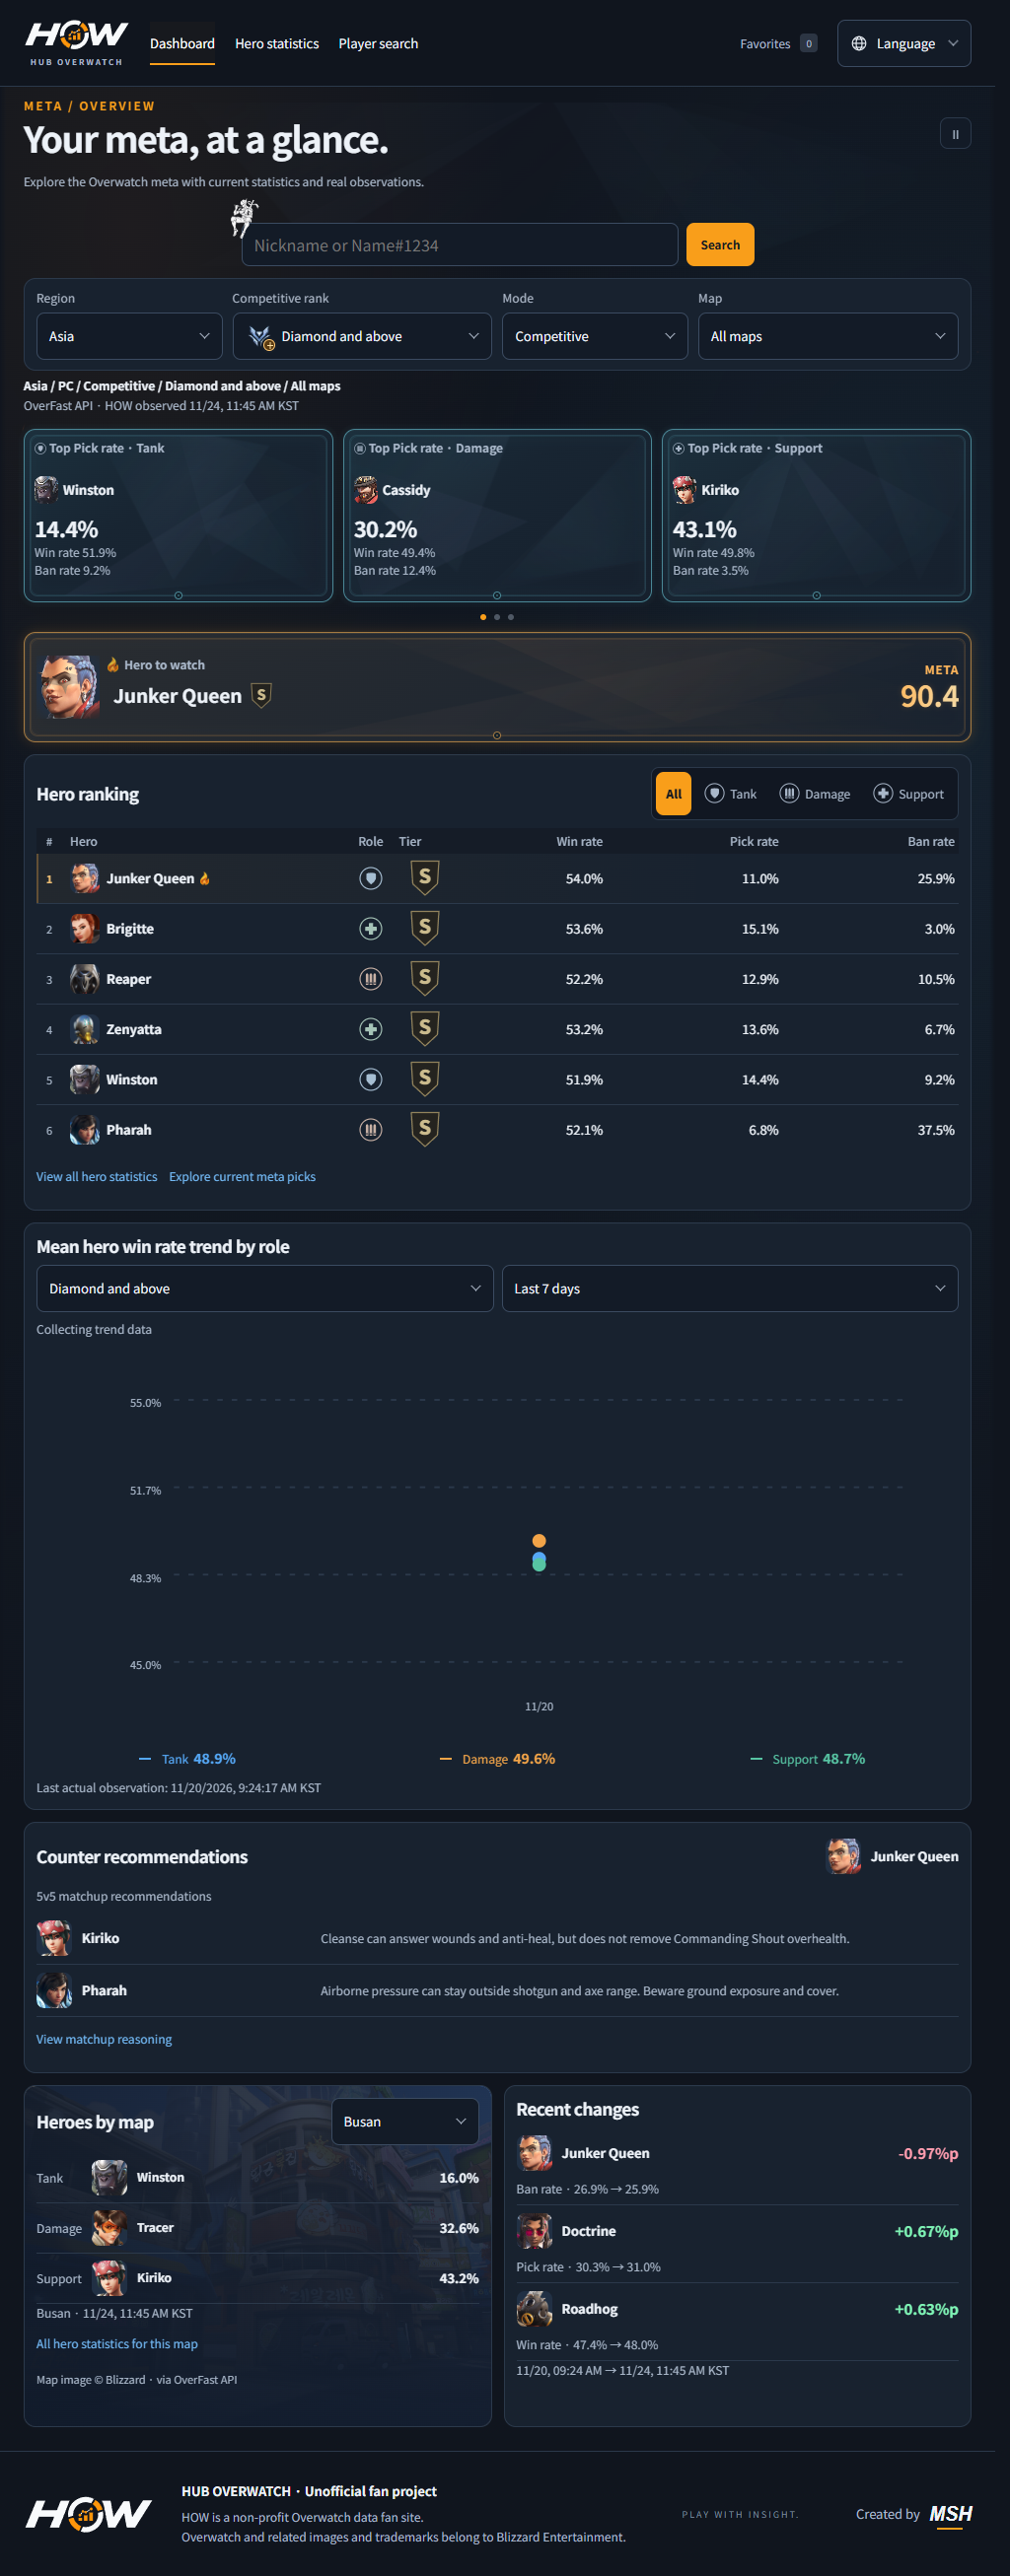 HOW
HUB OVERWATCH
Dashboard
Hero statistics
Player search
Favorites 0
Language
META / OVERVIEW
Your meta, at a glance.
Explore the Overwatch meta with current statistics and real observations.
Nickname or Name#1234
Search
Region
Competitive rank
Mode
Map
Asia
Diamond and above
Competitive
All maps
Asia / PC / Competitive / Diamond and above / All maps
OverFast API · HOW observed 11/24, 11:45 AM KST
Top Pick rate · Tank
Winston
14.4%
Win rate 51.9%
Ban rate 9.2%
Top Pick rate · Damage
Cassidy
30.2%
Win rate 49.4%
Ban rate 12.4%
Top Pick rate · Support
Kiriko
43.1%
Win rate 49.8%
Ban rate 3.5%
Hero to watch
Junker Queen S
META
90.4
Hero ranking
All
Tank
Damage
Support
# Hero Role Tier Win rate Pick rate Ban rate
1 Junker Queen S 54.0% 11.0% 25.9%
2 Brigitte S 53.6% 15.1% 3.0%
3 Reaper S 52.2% 12.9% 10.5%
4 Zenyatta S 53.2% 13.6% 6.7%
5 Winston S 51.9% 14.4% 9.2%
6 Pharah S 52.1% 6.8% 37.5%
View all hero statistics
Explore current meta picks
Mean hero win rate trend by role
Diamond and above
Last 7 days
Collecting trend data
55.0%
51.7%
48.3%
45.0%
11/20
Tank 48.9%
Damage 49.6%
Support 48.7%
Last actual observation: 11/20/2026, 9:24:17 AM KST
Counter recommendations
Junker Queen
5v5 matchup recommendations
Kiriko
Cleanse can answer wounds and anti-heal, but does not remove Commanding Shout overhealth.
Pharah
Airborne pressure can stay outside shotgun and axe range. Beware ground exposure and cover.
View matchup reasoning
Heroes by map
Busan
Tank Winston 16.0%
Damage Tracer 32.6%
Support Kiriko 43.2%
Busan · 11/24, 11:45 AM KST
All hero statistics for this map
Map image © Blizzard · via OverFast API
Recent changes
Junker Queen -0.97%p
Ban rate · 26.9% → 25.9%
Doctrine +0.67%p
Pick rate · 30.3% → 31.0%
Roadhog +0.63%p
Win rate · 47.4% → 48.0%
11/20, 09:24 AM → 11/24, 11:45 AM KST
HOW
HUB OVERWATCH · Unofficial fan project
HOW is a non-profit Overwatch data fan site.
Overwatch and related images and trademarks belong to Blizzard Entertainment.
PLAY WITH INSIGHT.
Created by MSH